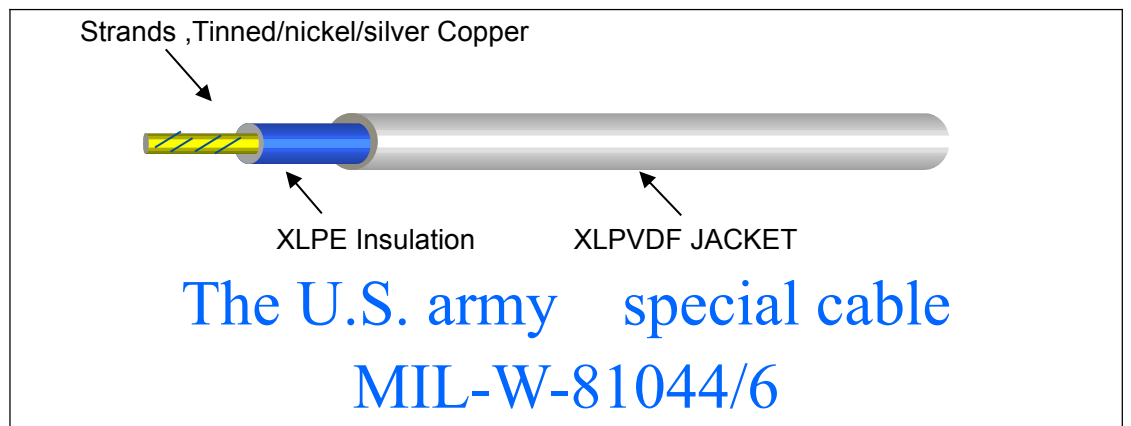 Strands ,Tinned/nickel/silver Copper
XLPE Insulation
XLPVDF JACKET
The U.S. army special cable
MIL-W-81044/6